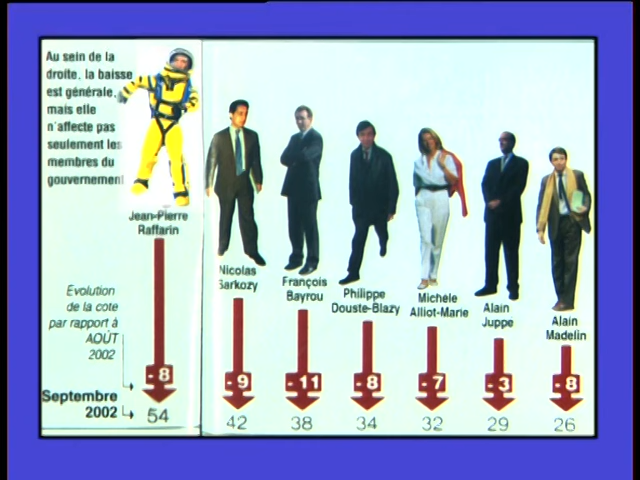 Au sein de la
droite, la baisse
est générale,
mais elle
n'affecte pas
seulement les
membres du
gouvernement
Jean-Pierre
Raffarin
Nicolas
Sarkozy
François
Bayrou
Philippe
Douste-Blazy
Michèle
Alliot-Marie
Alain
Juppe
Alain
Madelin
Evolution
de la cote
par rapport à
AOÛT
2002
- 8
- 9
- 11
- 8
- 7
- 3
- 8
Septembre
2002
54
42
38
34
32
29
26